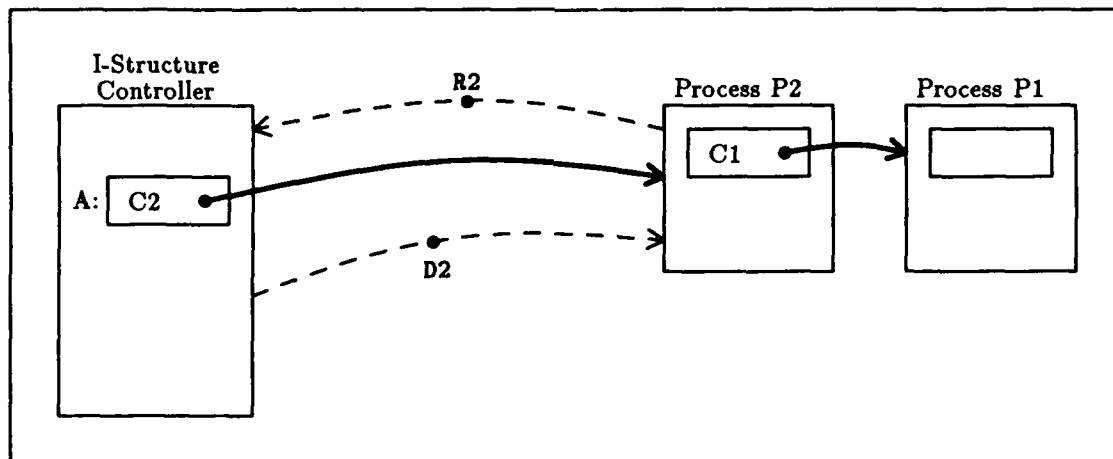 I-Structure
Controller
R2
Process P2
Process P1
C1
A:
C2
D2